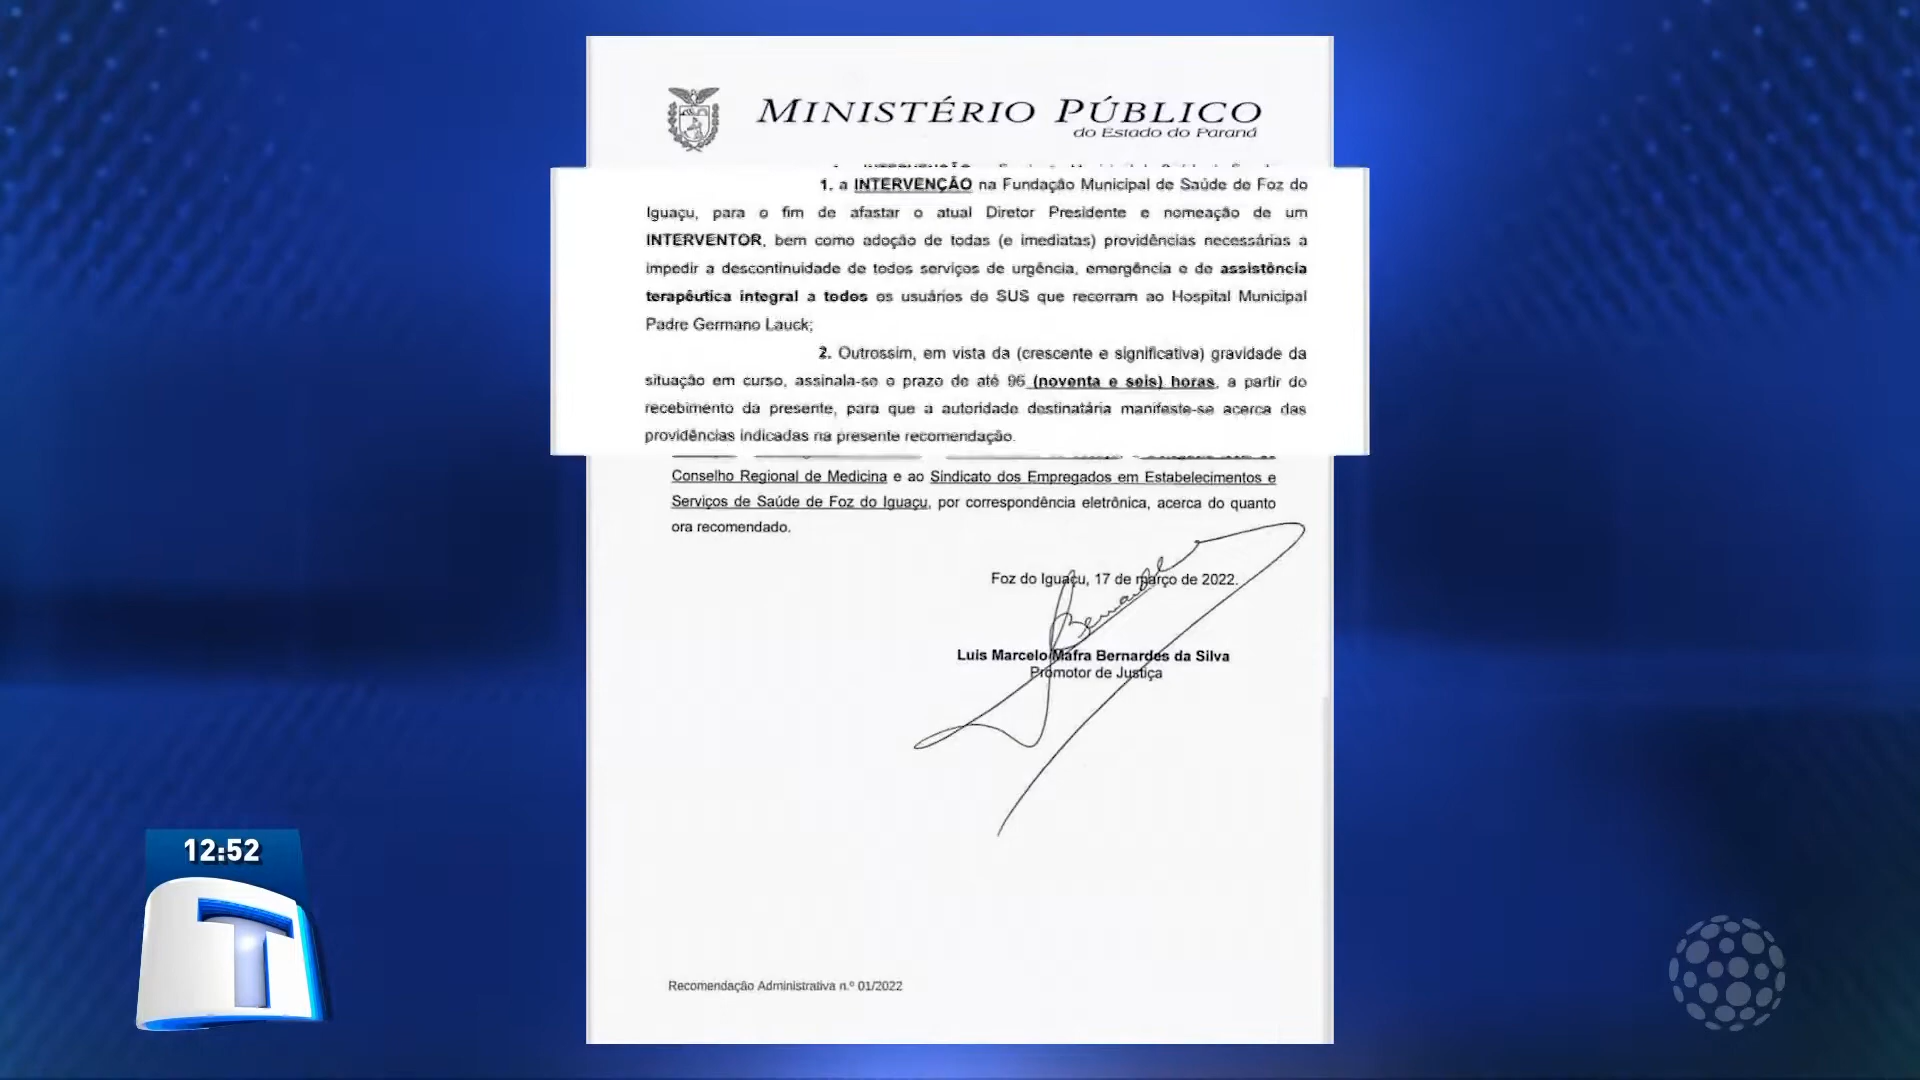 MINISTÉRIO PÚBLICO
do Estado do Paraná
1. a INTERVENÇÃO na Fundação Municipal de Saúde de Foz do
Iguaçu, para o fim de afastar o atual Diretor Presidente e nomeação de um
INTERVENTOR, bem como adoção de todas (e imediatas) providências necessárias a
impedir a descontinuidade de todos serviços de urgência, emergência e de assistência
terapêutica integral a todos os usuários do SUS que recorram ao Hospital Municipal
Padre Germano Lauck;
2. Outrossim, em vista da (crescente e significativa) gravidade da
situação em curso, assinala-se o prazo de até 96 (noventa e seis) horas, a partir do
recebimento da presente, para que a autoridade destinatária manifeste-se acerca das
providências indicadas na presente recomendação.
Conselho Regional de Medicina e ao Sindicato dos Empregados em Estabelecimentos e
Serviços de Saúde de Foz do Iguaçu, por correspondência eletrônica, acerca do quanto
ora recomendado.
Foz do Iguaçu, 17 de março de 2022.
Bernardes
Luis Marcelo Mafra Bernardes da Silva
Promotor de Justiça
12:52
T
Recomendação Administrativa n.º 01/2022